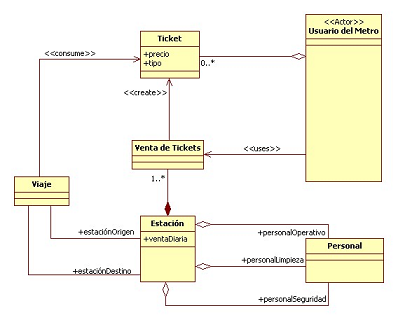 <<Actor>>
Usuario del Metro
Ticket
+precio
+tipo
0..*
<<consume>>
<<create>>
Venta de Tickets
<<uses>>
1..*
Viaje
Estación
+ventaDiaria
+estaciónOrigen
+estaciónDestino
+personalOperativo
Personal
+personalLimpieza
+personalSeguridad